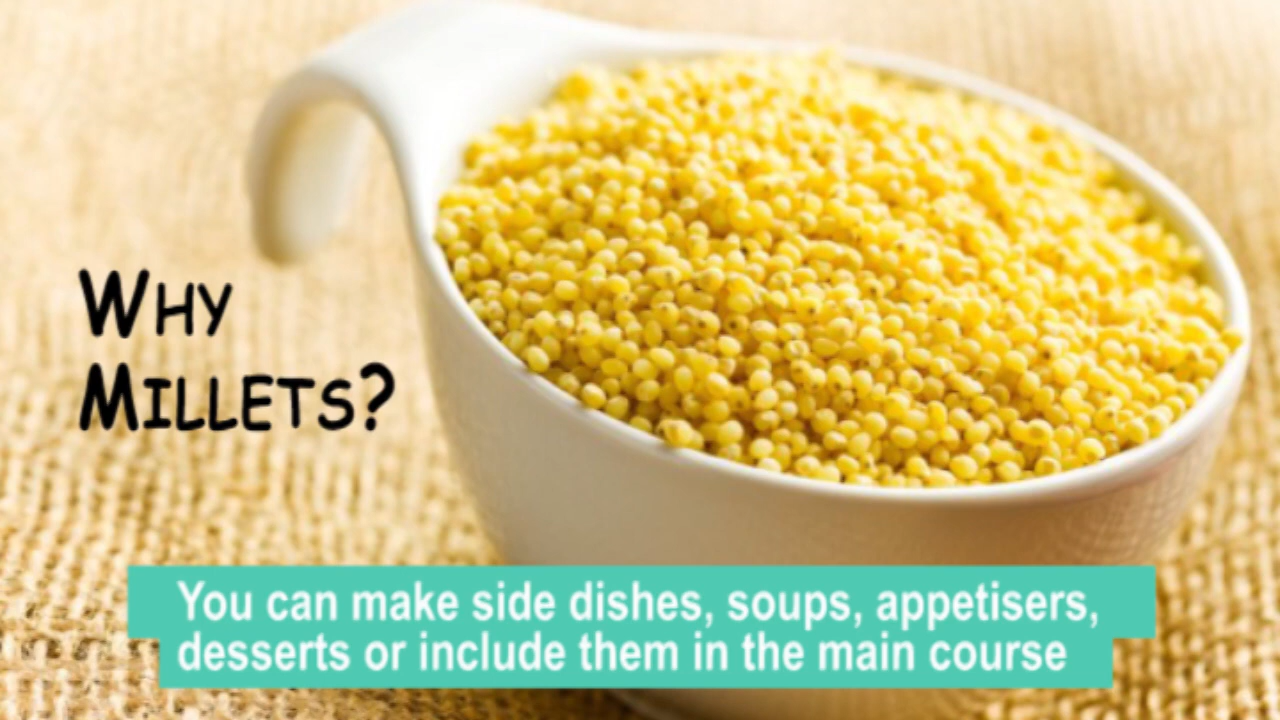 WHY
MILLETS?
You can make side dishes, soups, appetisers,
desserts or include them in the main course